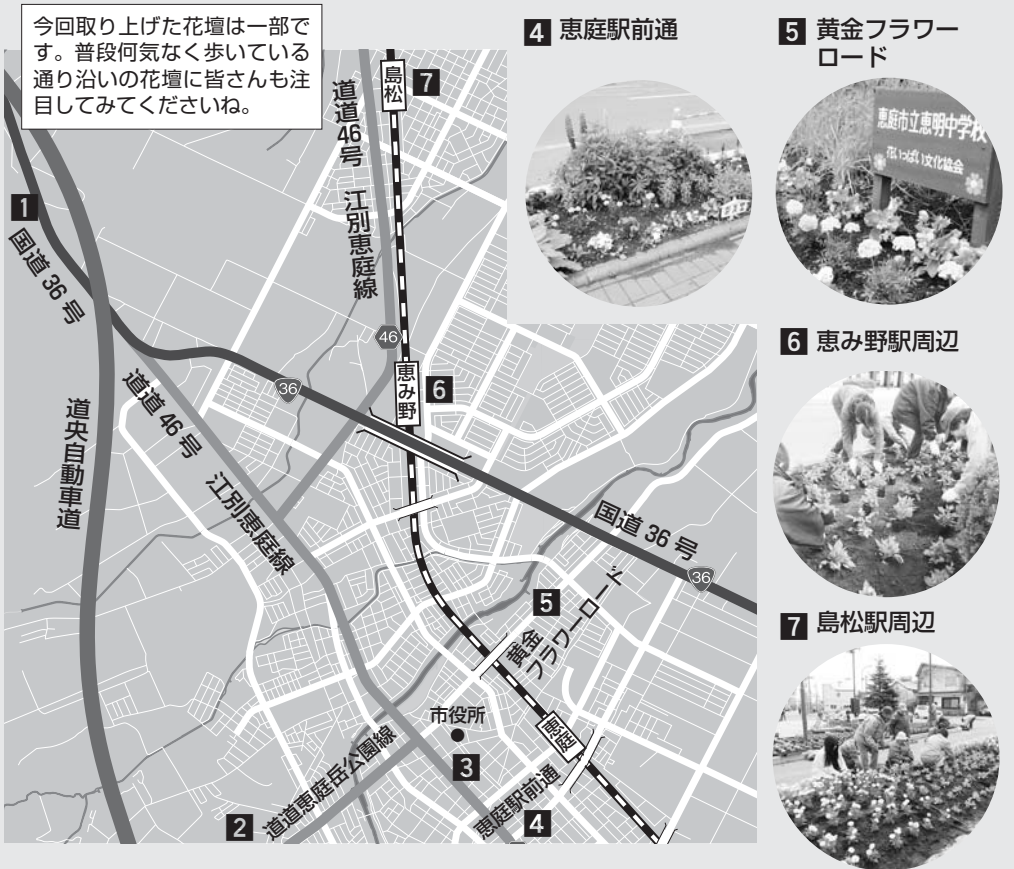 今回取り上げた花壇は一部で
す。普段何気なく歩いている
通り沿いの花壇に皆さんも注
目してみてくださいね。
4 恵庭駅前通
5 黄金フラワー
ロード
恵庭市立恵明中学校
花いっぱい文化協会
6 恵み野駅周辺
7 島松駅周辺
島松
7
道道46号 江別恵庭線
1
国道36号
46
恵み野
6
36
道道46号 江別恵庭線
道央自動車道
国道36号
36
5
黄金
フラワーロード
市役所
3
恵庭
2
道道恵庭岳公園線
恵庭駅前通
4